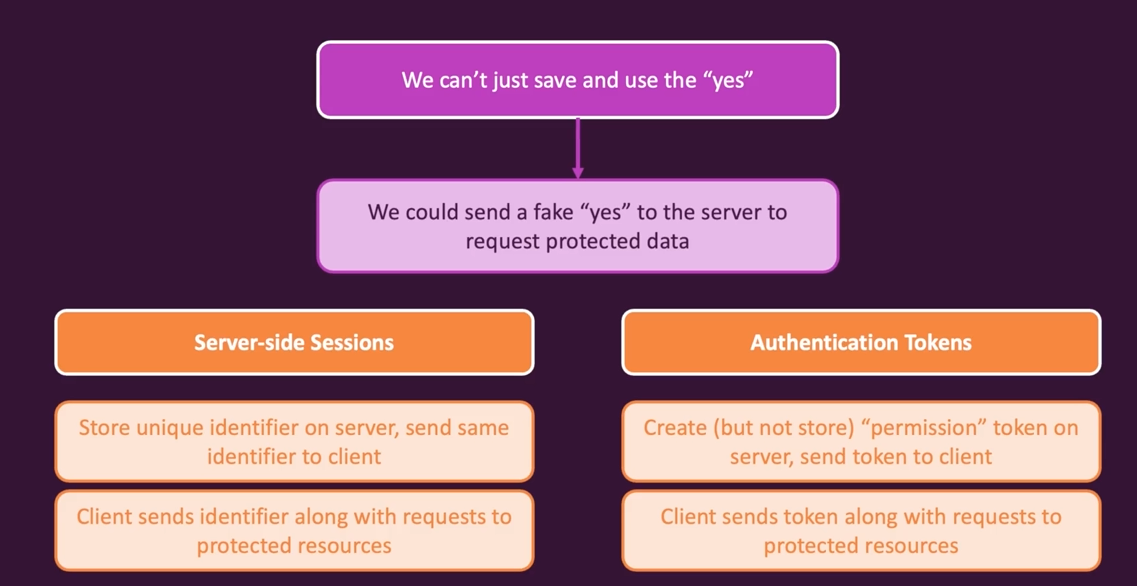 We can’t just save and use the “yes”
We could send a fake “yes” to the server to
request protected data
Server-side Sessions
Store unique identifier on server, send same
identifier to client
Client sends identifier along with requests to
protected resources
Authentication Tokens
Create (but not store) “permission” token on
server, send token to client
Client sends token along with requests to
protected resources